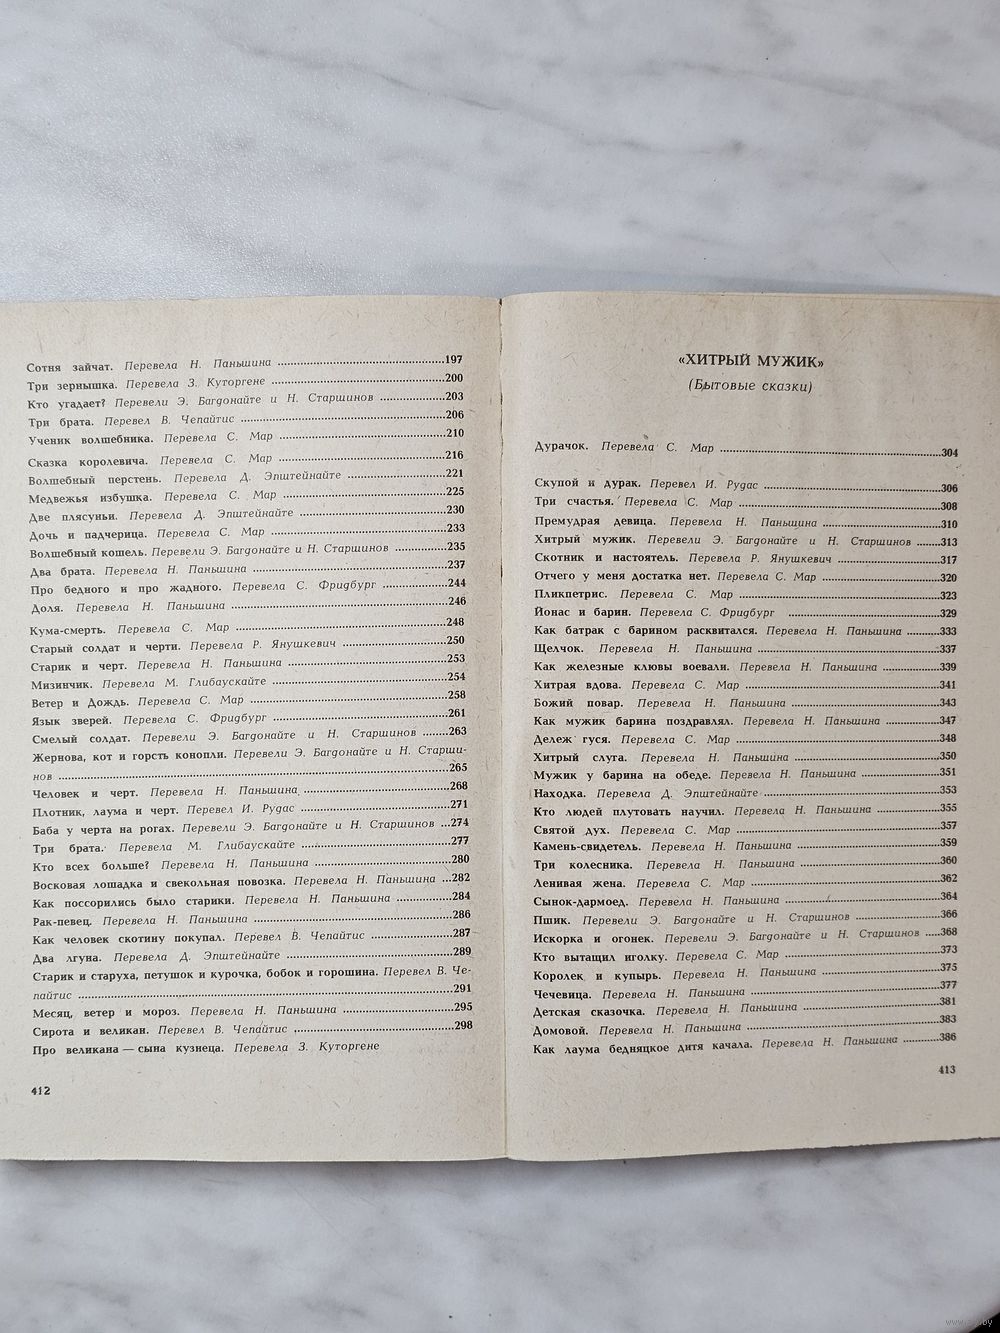 Сотня зайчат. Перевела Н. Паньшина ........197
Три зернышка. Перевела З. Куторгене ........200
Кто угадает? Перевели Э. Багдонайте и Н. Старшинов ........203
Три брата. Перевел В. Чепайтис ........206
Ученик волшебника. Перевела С. Мар ........210
Сказка королевича. Перевела С. Мар ........216
Волшебный перстень. Перевела Д. Эпштейнайте ........221
Медвежья избушка. Перевела С. Мар ........225
Две плясуньи. Перевела Д. Эпштейнайте ........230
Дочь и падчерица. Перевела С. Мар ........233
Волшебный кошель. Перевели Э. Багдонайте и Н. Старшинов ........235
Два брата. Перевела Н. Паньшина ........237
Про бедного и про жадного. Перевела С. Фридбург ........244
Доля. Перевела Н. Паньшина ........246
Кума-смерть. Перевела С. Мар ........248
Старый солдат и черти. Перевела Р. Янушкевич ........250
Старик и черт. Перевела Н. Паньшина ........253
Мизинчик. Перевела М. Глибаускайте ........254
Ветер и Дождь. Перевела С. Мар ........258
Язык зверей. Перевела С. Фридбург ........261
Смелый солдат. Перевели Э. Багдонайте и Н. Старшинов ........263
Жернова, кот и горсть конопли. Перевели Э. Багдонайте и Н. Старши-
нов ........265
Человек и черт. Перевела Н. Паньшина ........268
Плотник, лаума и черт. Перевел И. Рудас ........271
Баба у черта на рогах. Перевели Э. Багдонайте и Н. Старшинов ...274
Три брата. Перевела М. Глибаускайте ........277
Кто всех больше? Перевела Н. Паньшина ........280
Восковая лошадка и свекольная повозка. Перевела Н. Паньшина ...282
Как поссорились было старики. Перевела Н. Паньшина ........284
Рак-певец. Перевела Н. Паньшина ........286
Как человек скотину покупал. Перевел В. Чепайтис ........287
Два лгуна. Перевела Д. Эпштейнайте ........289
Старик и старуха, петушок и курочка, бобок и горошина. Перевел В. Че-
пайтис ........291
Месяц, ветер и мороз. Перевела Н. Паньшина ........295
Сирота и великан. Перевел В. Чепайтис ........298
Про великана — сына кузнеца. Перевела З. Куторгене
412
«ХИТРЫЙ МУЖИК»
(Бытовые сказки)
Дурачок. Перевела С. Мар ........304
Скупой и дурак. Перевел И. Рудас ........306
Три счастья. Перевела С. Мар ........308
Премудрая девица. Перевела Н. Паньшина ........310
Хитрый мужик. Перевели Э. Багдонайте и Н. Старшинов ........313
Скотник и настоятель. Перевела Р. Янушкевич ........317
Отчего у меня достатка нет. Перевела С. Мар ........320
Пликпетрис. Перевела С. Мар ........323
Йонас и барин. Перевела С. Фридбург ........329
Как батрак с барином расквитался. Перевела Н. Паньшина ........333
Щелчок. Перевела Н. Паньшина ........337
Как железные клювы воевали. Перевела Н. Паньшина ........339
Хитрая вдова. Перевела С. Мар ........341
Божий повар. Перевела Н. Паньшина ........343
Как мужик барина поздравлял. Перевела Н. Паньшина ........347
Дележ гуся. Перевела С. Мар ........348
Хитрый слуга. Перевела Н. Паньшина ........350
Мужик у барина на обеде. Перевела Н. Паньшина ........351
Находка. Перевела Д. Эпштейнайте ........353
Кто людей плутовать научил. Перевела Н. Паньшина ........355
Святой дух. Перевела С. Мар ........357
Камень-свидетель. Перевела Н. Паньшина ........359
Три колесника. Перевела Н. Паньшина ........360
Ленивая жена. Перевела С. Мар ........362
Сынок-дармоед. Перевела Н. Паньшина ........364
Пшик. Перевели Э. Багдонайте и Н. Старшинов ........366
Искорка и огонек. Перевели Э. Багдонайте и Н. Старшинов ....368
Кто вытащил иголку. Перевела С. Мар ........373
Королек и купырь. Перевела Н. Паньшина ........375
Чечевица. Перевела Н. Паньшина ........377
Детская сказочка. Перевела Н. Паньшина ........381
Домовой. Перевела Н. Паньшина ........383
Как лаума бедняцкое дитя качала. Перевела Н. Паньшина ........386
413